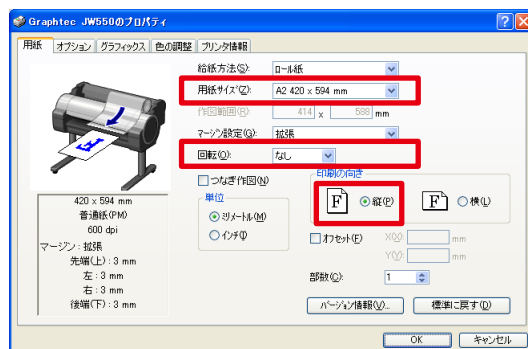 Graphtec JW550のプロパティ
用紙 オプション グラフィックス 色の調整 プリンタ情報
給紙方法(S): ロール紙
用紙サイズ(Z): A2 420 x 594 mm
作図範囲(R): 414 x 588 mm
マージン設定(G): 拡張
回転(O): なし
つなぎ作図(N)
単位
ミリメートル(M)
インチ(I)
印刷の向き
F 縦(P) F 横(L)
オフセット(F) X(X): mm
Y(Y): mm
部数(C): 1
420 x 594 mm
普通紙(PM)
600 dpi
マージン : 拡張
先端(上) : 3 mm
左 : 3 mm
右 : 3 mm
後端(下) : 3 mm
バージョン情報(V)... 標準に戻す(D)
OK キャンセル